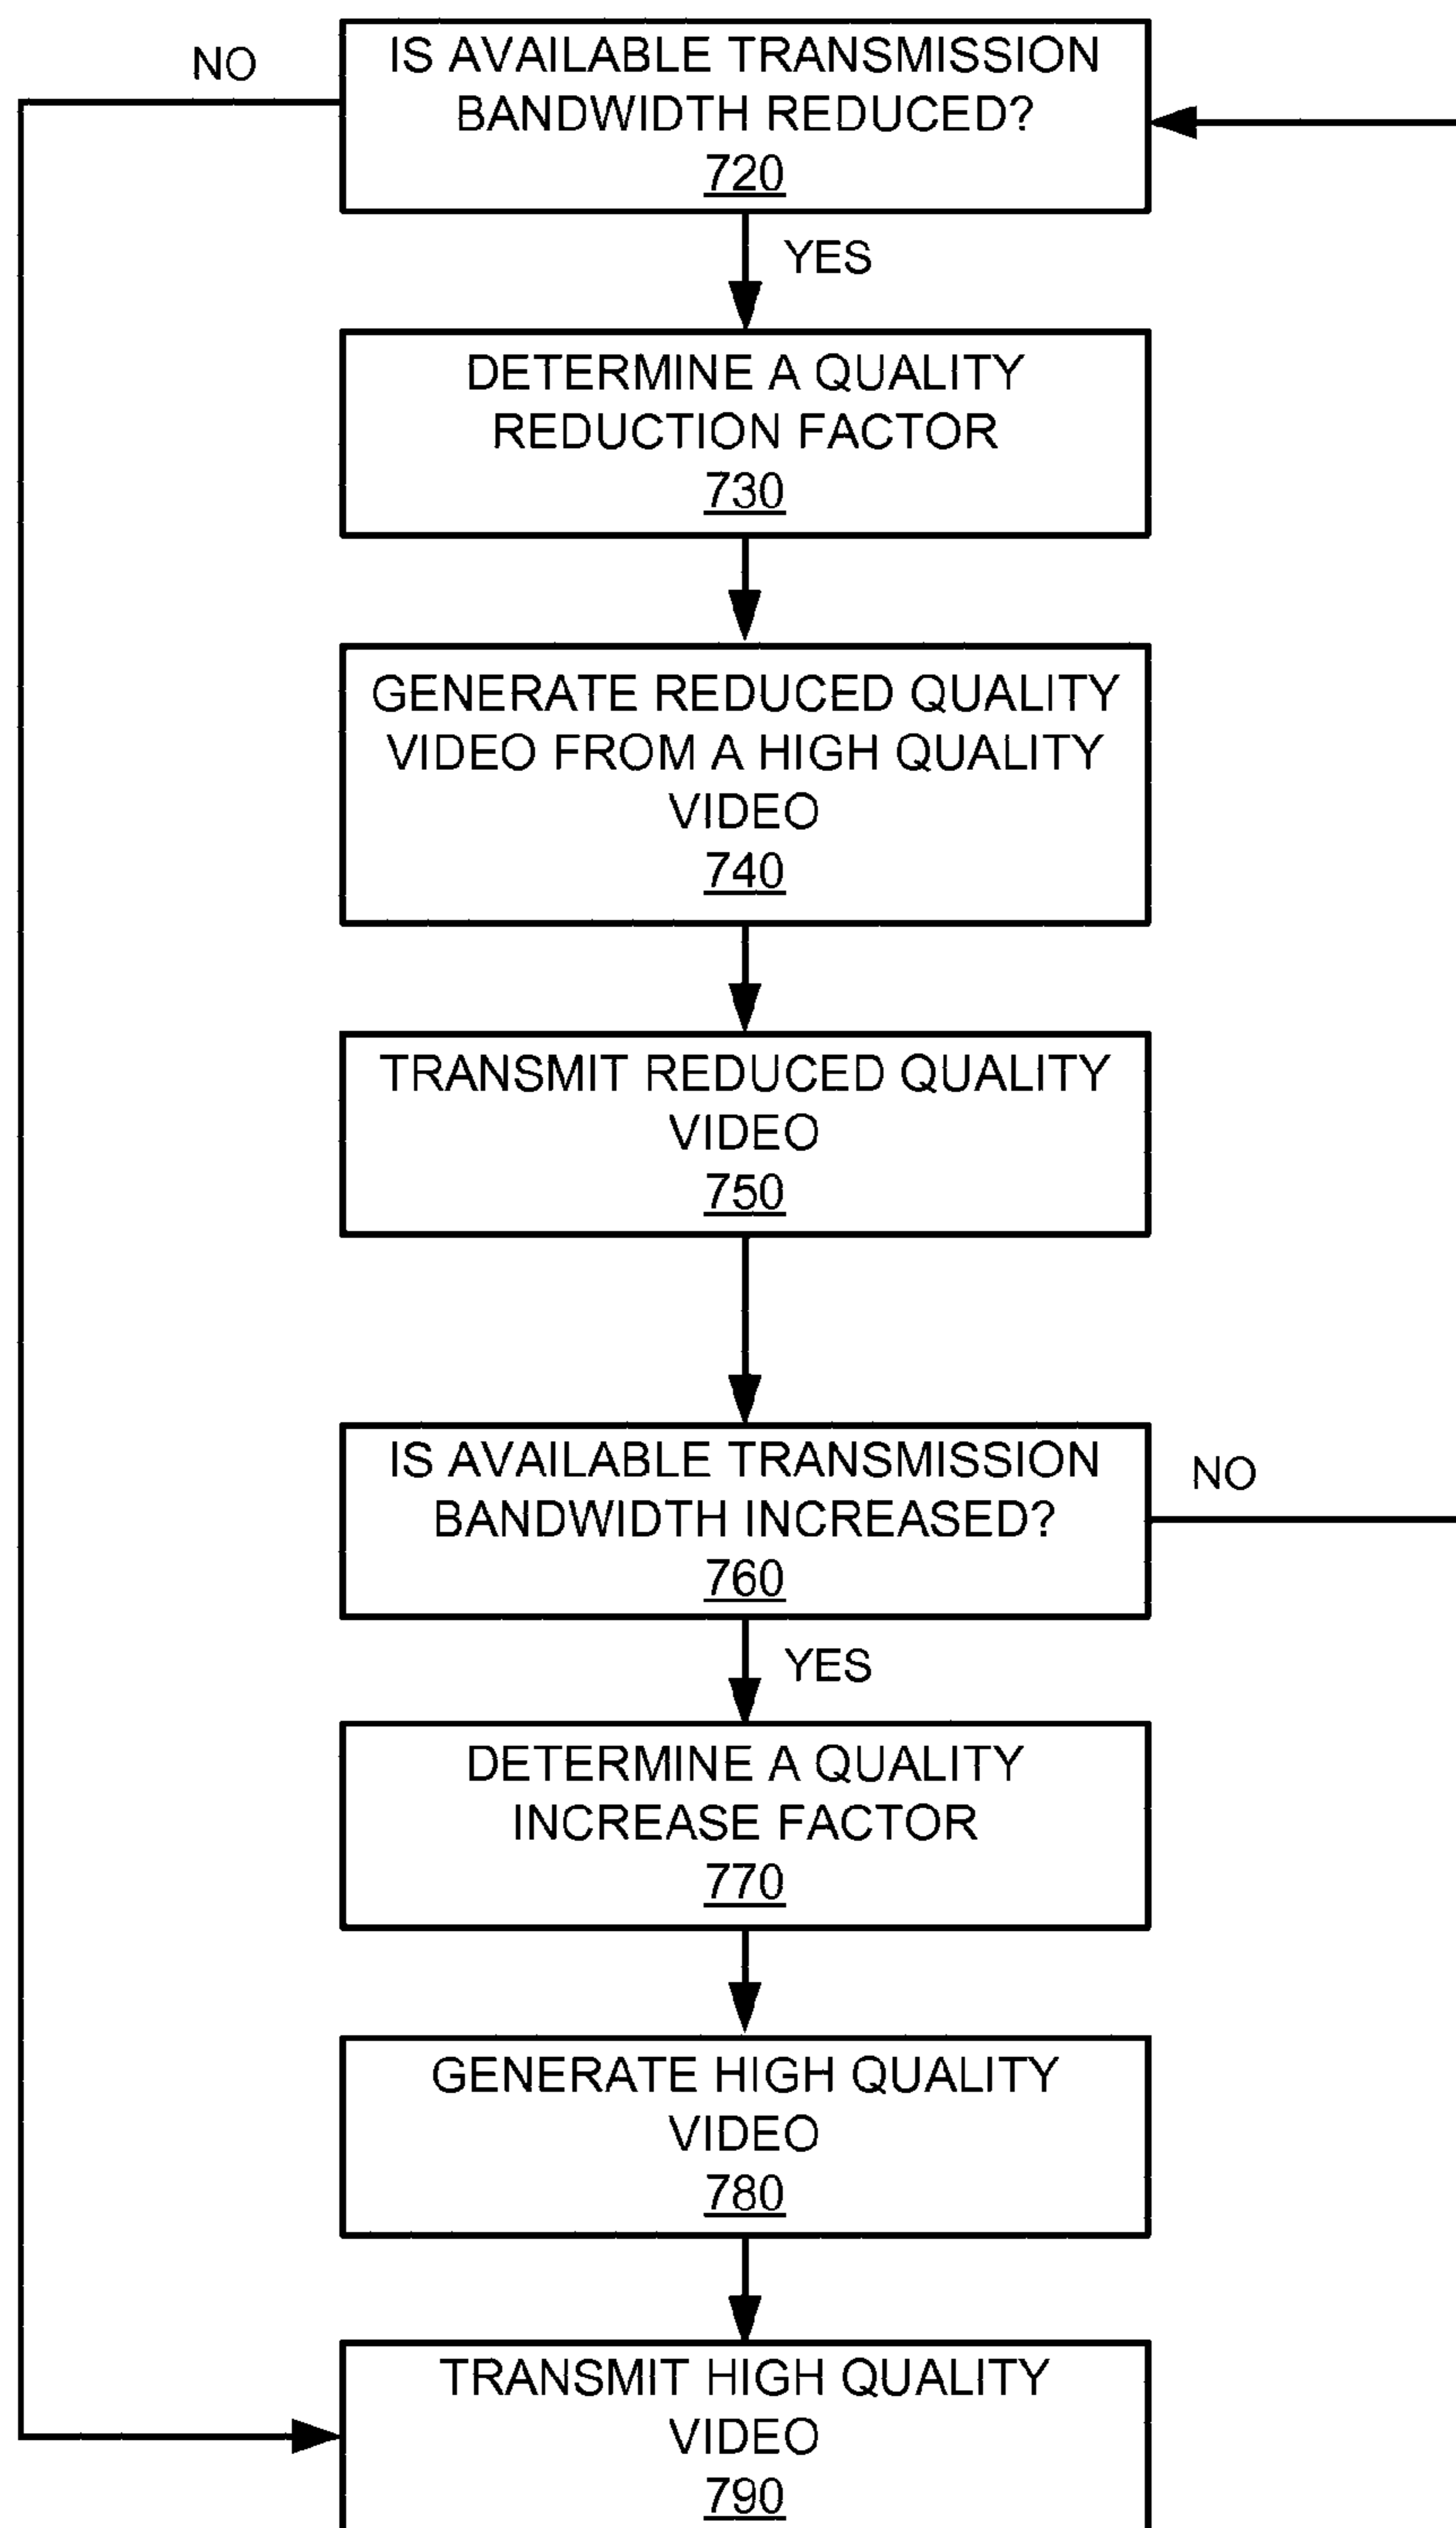 NO
IS AVAILABLE TRANSMISSION
BANDWIDTH REDUCED?
720
YES
DETERMINE A QUALITY
REDUCTION FACTOR
730
GENERATE REDUCED QUALITY
VIDEO FROM A HIGH QUALITY
VIDEO
740
TRANSMIT REDUCED QUALITY
VIDEO
750
IS AVAILABLE TRANSMISSION
BANDWIDTH INCREASED?
760
NO
YES
DETERMINE A QUALITY
INCREASE FACTOR
770
GENERATE HIGH QUALITY
VIDEO
780
TRANSMIT HIGH QUALITY
VIDEO
790